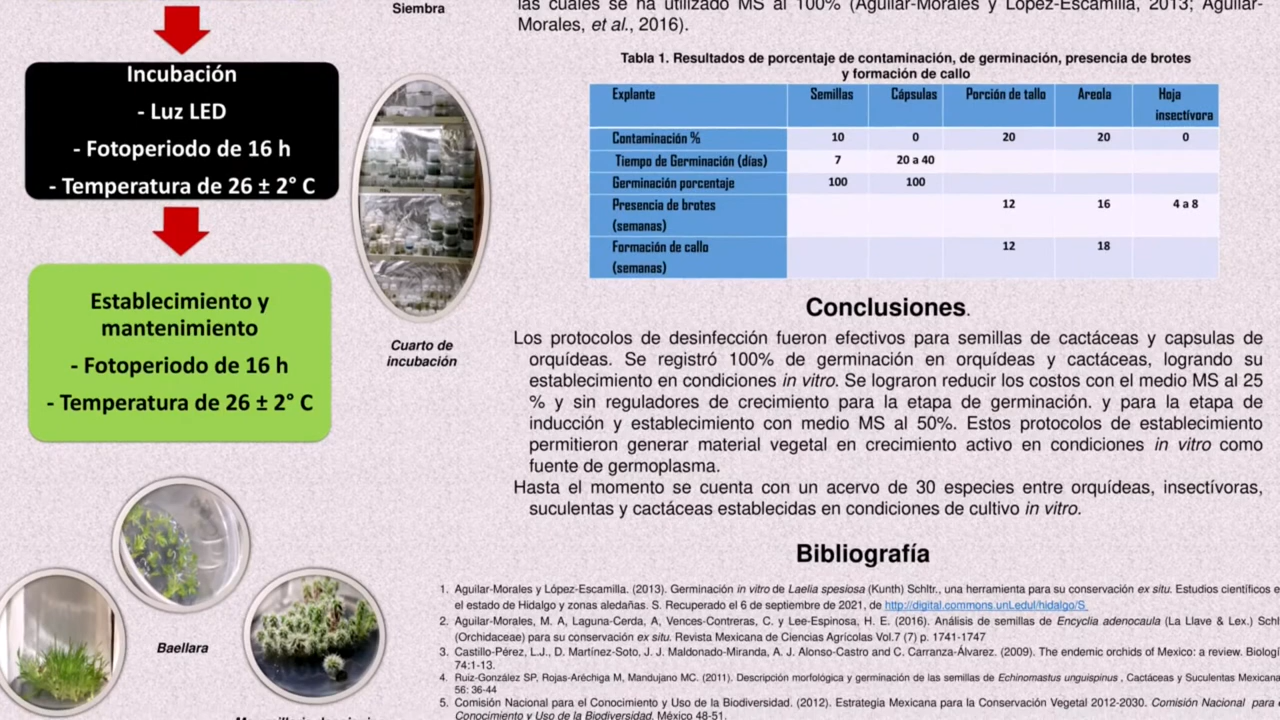 Siembra
Incubación
- Luz LED
- Fotoperiodo de 16 h
- Temperatura de 26 ± 2° C
Establecimiento y
mantenimiento
- Fotoperiodo de 16 h
- Temperatura de 26 ± 2° C
Cuarto de
incubación
Baellara
las cuales se ha utilizado MS al 100% (Aguilar-Morales y López-Escamilla, 2013; Aguilar-
Morales, et al., 2016).
Tabla 1. Resultados de porcentaje de contaminación, de germinación, presencia de brotes
y formación de callo
Explante Semillas Cápsulas Porción de tallo Areola Hoja
insectívora
Contaminación % 10 0 20 20 0
Tiempo de Germinación (días) 7 20 a 40
Germinación porcentaje 100 100
Presencia de brotes 12 16 4 a 8
(semanas)
Formación de callo 12 18
(semanas)
Conclusiones.
Los protocolos de desinfección fueron efectivos para semillas de cactáceas y capsulas de
orquídeas. Se registró 100% de germinación en orquídeas y cactáceas, logrando su
establecimiento en condiciones in vitro. Se lograron reducir los costos con el medio MS al 25
% y sin reguladores de crecimiento para la etapa de germinación. y para la etapa de
inducción y establecimiento con medio MS al 50%. Estos protocolos de establecimiento
permitieron generar material vegetal en crecimiento activo en condiciones in vitro como
fuente de germoplasma.
Hasta el momento se cuenta con un acervo de 30 especies entre orquídeas, insectívoras,
suculentas y cactáceas establecidas en condiciones de cultivo in vitro.
Bibliografía
1. Aguilar-Morales y López-Escamilla. (2013). Germinación in vitro de Laelia spesiosa (Kunth) Schltr., una herramienta para su conservación ex situ. Estudios científicos e
el estado de Hidalgo y zonas aledañas. S. Recuperado el 6 de septiembre de 2021, de http://digital.commons.unLedul/hidalgo/S_
2. Aguilar-Morales, M. A, Laguna-Cerda, A, Vences-Contreras, C. y Lee-Espinosa, H. E. (2016). Análisis de semillas de Encyclia adenocaula (La Llave & Lex.) Schl
(Orchidaceae) para su conservación ex situ. Revista Mexicana de Ciencias Agrícolas Vol.7 (7) p. 1741-1747
3. Castillo-Pérez, L.J., D. Martínez-Soto, J. J. Maldonado-Miranda, A. J. Alonso-Castro and C. Carranza-Álvarez. (2009). The endemic orchids of Mexico: a review. Biologí
74:1-13.
4. Ruiz-González SP, Rojas-Aréchiga M, Mandujano MC. (2011). Descripción morfológica y germinación de las semillas de Echinomastus unguispinus , Cactáceas y Suculentas Mexicana
56: 36-44
5. Comisión Nacional para el Conocimiento y Uso de la Biodiversidad. (2012). Estrategia Mexicana para la Conservación Vegetal 2012-2030. Comisión Nacional para e
Conocimiento y Uso de la Biodiversidad. México 48-51.